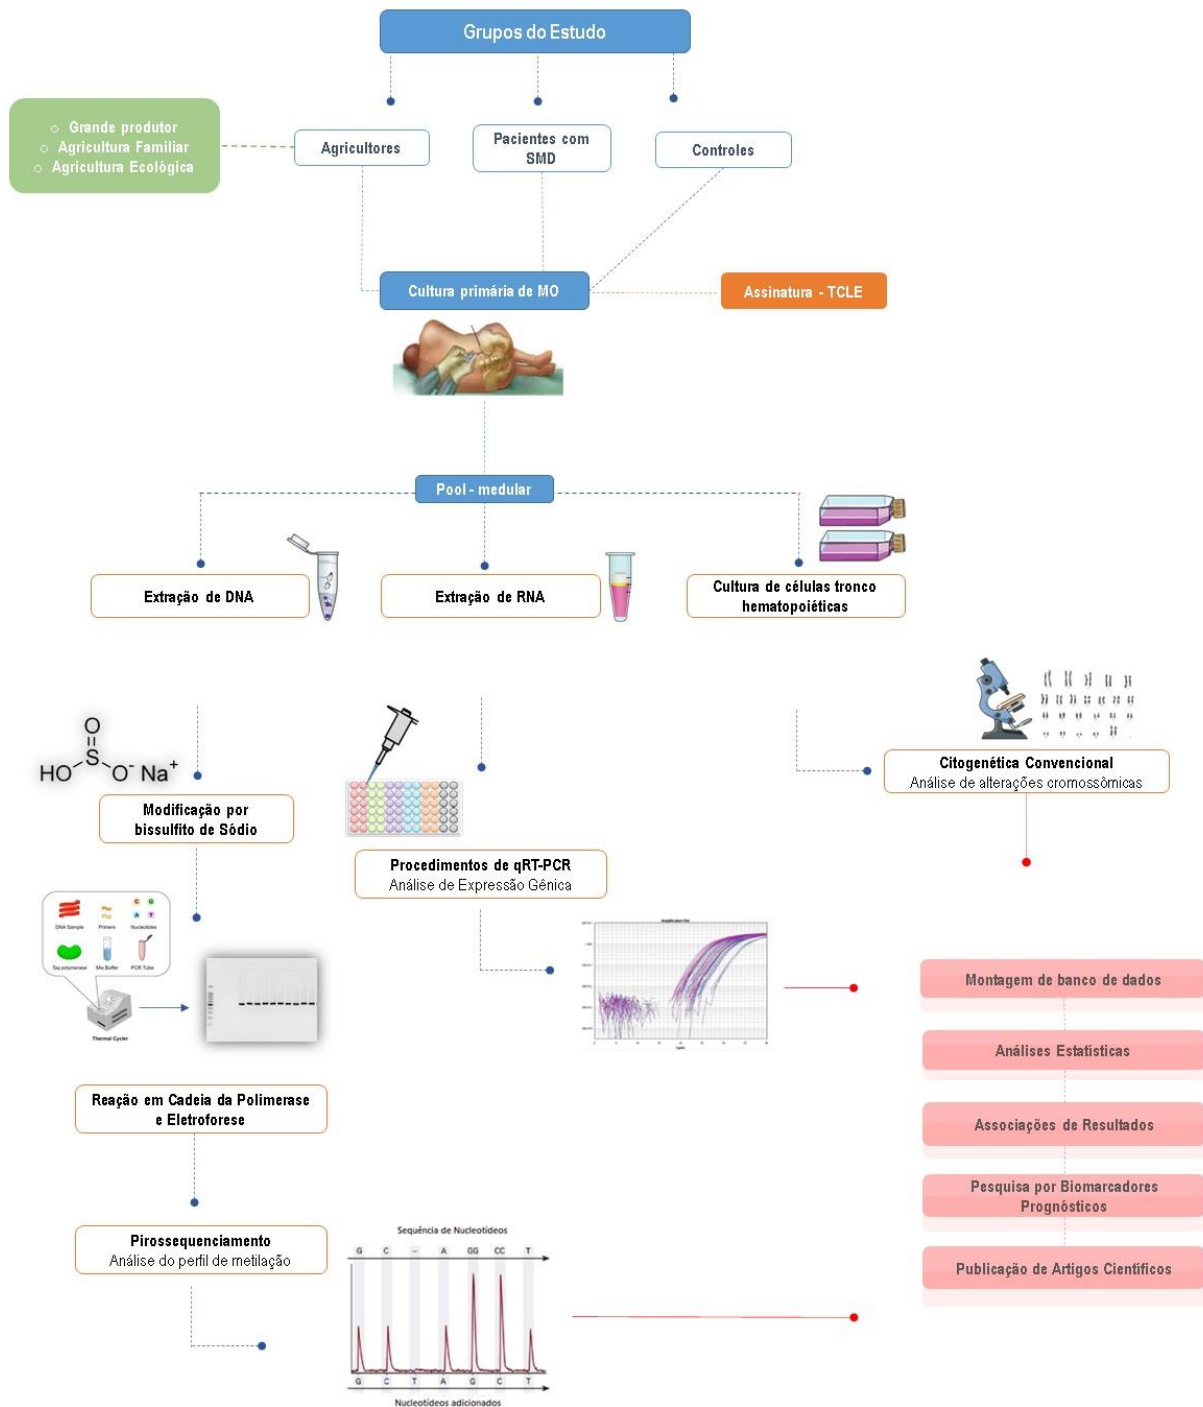 Grupos do Estudo
○ Grande produtor
○ Agricultura Familiar
○ Agricultura Ecológica
Agricultores
Pacientes com
SMD
Controles
Cultura primária de MO
Assinatura - TCLE
Pool - medular
Extração de DNA
Extração de RNA
Cultura de células tronco
hematopoiéticas
O
HO S O⁻ Na⁺
Modificação por
bissulfito de Sódio
Citogenética Convencional
Análise de alterações cromossômicas
Procedimentos de qRT-PCR
Análise de Expressão Gênica
C G
A T
DNA Sample Primers Nucleotides
Taq polymerase Mix Buffer PCR Tube
Thermal Cycler
Amplification Plot
Montagem de banco de dados
Análises Estatísticas
Associações de Resultados
Pesquisa por Biomarcadores
Prognósticos
Publicação de Artigos Científicos
Reação em Cadeia da Polimerase
e Eletroforese
Pirossequenciamento
Análise do perfil de metilação
Sequência de Nucleotídeos
G C – A GG CC T
G C T A G C T
Nucleotídeos adicionados